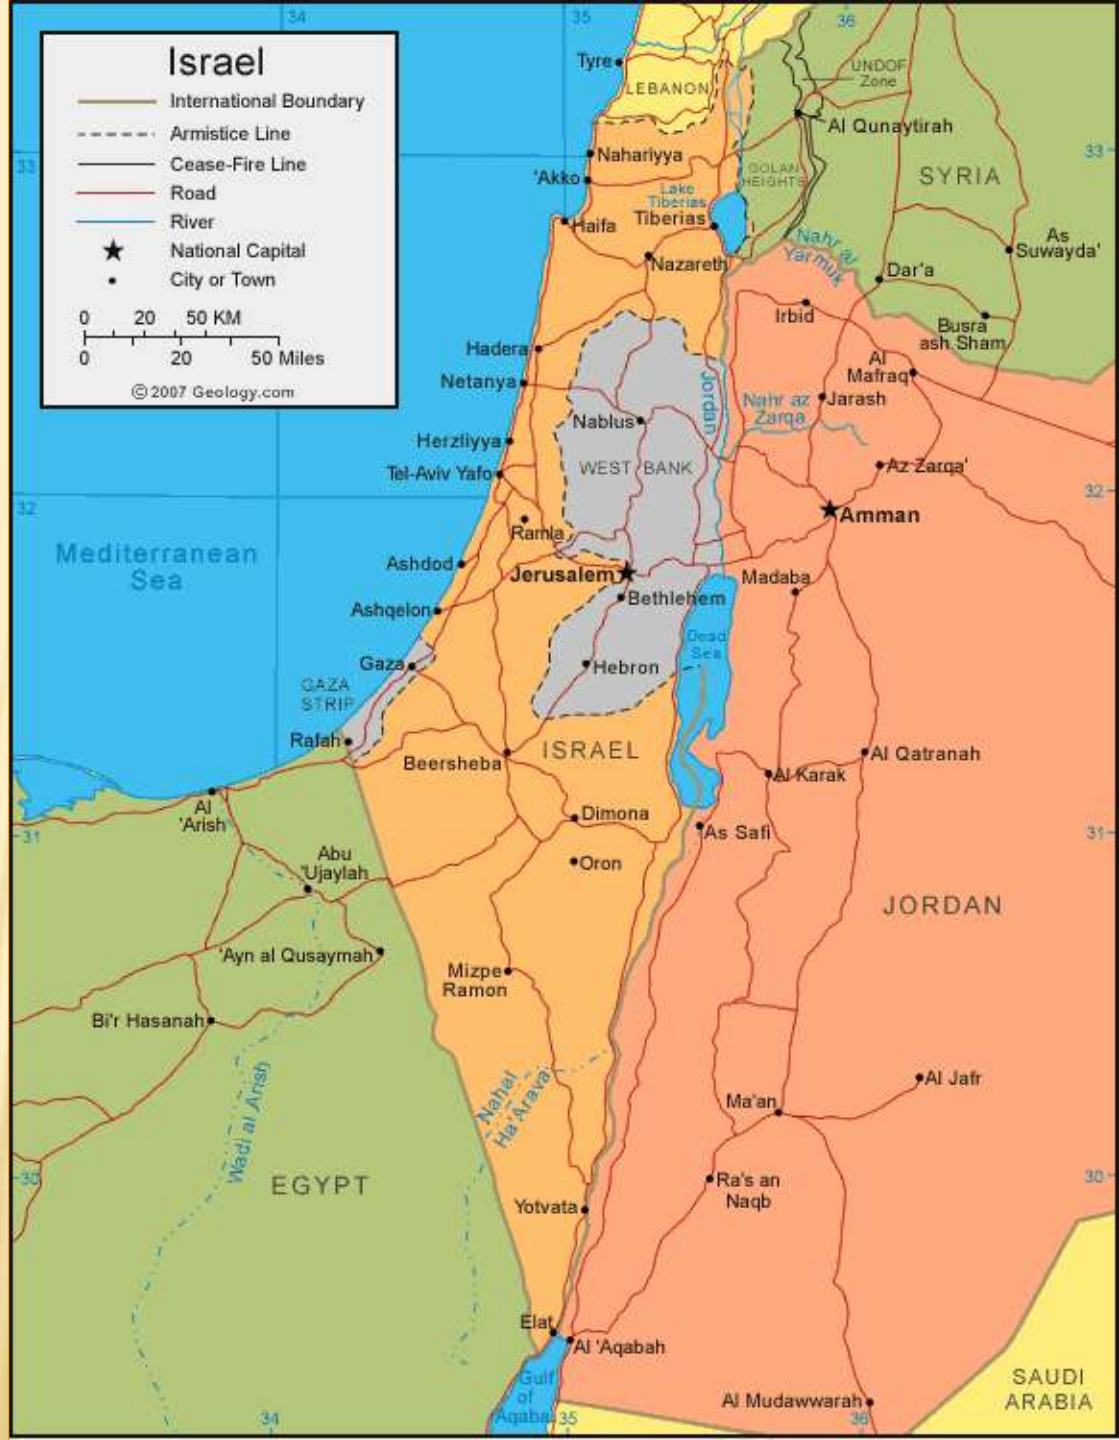 34
35
36
Israel
International Boundary
Armistice Line
Cease-Fire Line
Road
River
National Capital
City or Town
0 20 50 KM
0 20 50 Miles
© 2007 Geology.com
Tyre
LEBANON
UNDOF
Zone
Al Qunaytirah
33
33
Nahariyya
'Akko
GOLAN
HEIGHTS
SYRIA
Lake
Tiberias
Tiberias
Haifa
Nazareth
Nahr al
Yarmuk
As
Suwayda'
Dar'a
Irbid
Busra
ash Sham
Hadera
Netanya
Al
Mafraq
Jordan
Nahr az
Zarqa
Jarash
Nablus
Herzliyya
Tel-Aviv Yafo
WEST BANK
Az Zarqa'
32
32
Amman
Ramla
Mediterranean
Sea
Ashdod
Jerusalem
Madaba
Ashqelon
Bethlehem
Dead
Sea
Gaza
Hebron
GAZA
STRIP
Rafah
ISRAEL
Beersheba
Al Qatranah
Al Karak
Al
'Arish
Dimona
31
31
As Safi
Abu
'Ujaylah
Oron
JORDAN
'Ayn al Qusaymah
Mizpe
Ramon
Bi'r Hasanah
Nahal
Ha'Arava
Wadi al Arish
Al Jafr
Ma'an
30
30
EGYPT
Ra's an
Naqb
Yotvata
Elat
Al 'Aqabah
Gulf
of
Aqaba
SAUDI
ARABIA
Al Mudawwarah
34
35
36